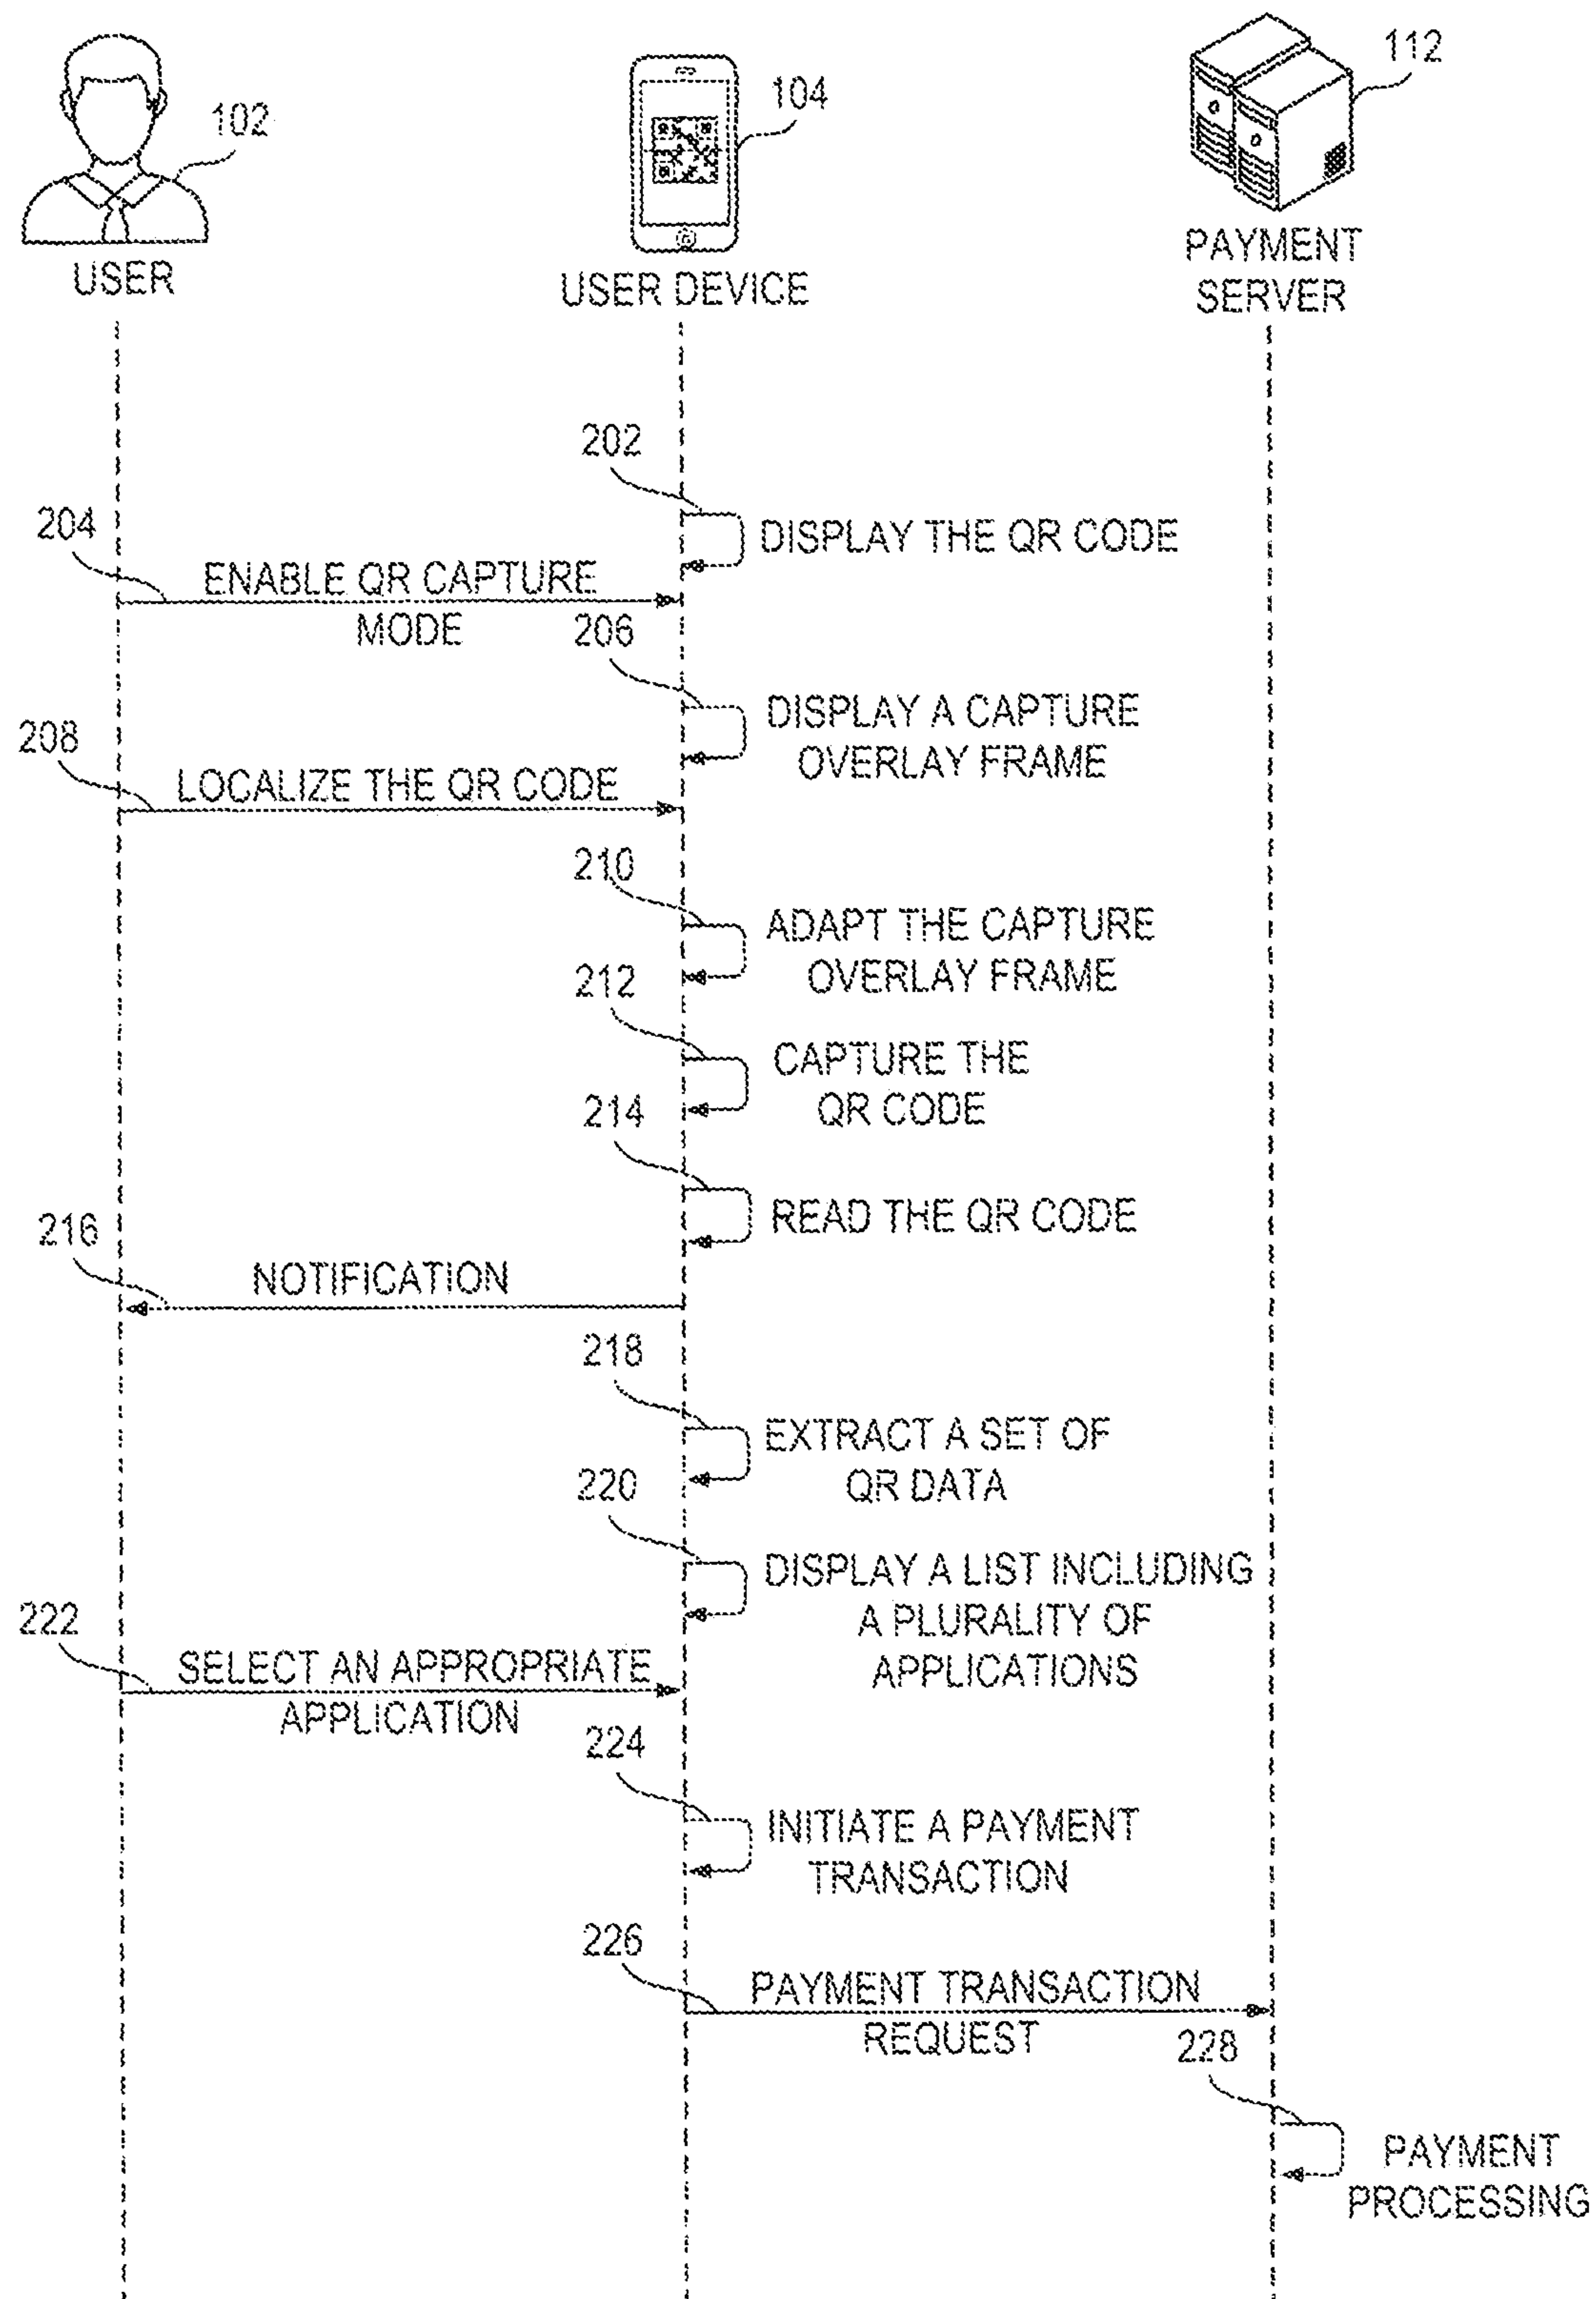 102
104
112
USER
USER DEVICE
PAYMENT
SERVER
202
DISPLAY THE QR CODE
204
ENABLE QR CAPTURE
MODE
206
DISPLAY A CAPTURE
OVERLAY FRAME
208
LOCALIZE THE QR CODE
210
ADAPT THE CAPTURE
OVERLAY FRAME
212
CAPTURE THE
QR CODE
214
READ THE QR CODE
216
NOTIFICATION
218
EXTRACT A SET OF
QR DATA
220
DISPLAY A LIST INCLUDING
A PLURALITY OF
APPLICATIONS
222
SELECT AN APPROPRIATE
APPLICATION
224
INITIATE A PAYMENT
TRANSACTION
226
PAYMENT TRANSACTION
REQUEST
228
PAYMENT
PROCESSING